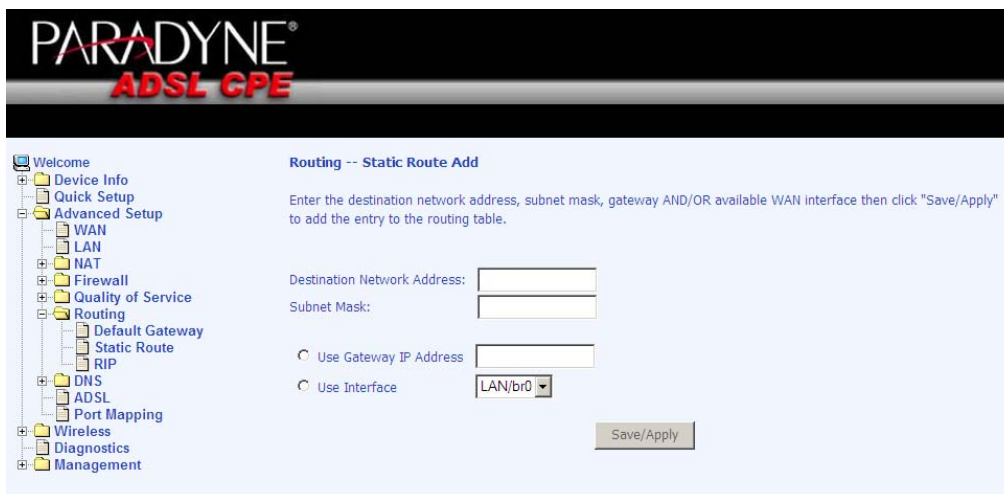 PARADYNE®
ADSL CPE
Welcome
Device Info
Quick Setup
Advanced Setup
WAN
LAN
NAT
Firewall
Quality of Service
Routing
Default Gateway
Static Route
RIP
DNS
ADSL
Port Mapping
Wireless
Diagnostics
Management
Routing -- Static Route Add
Enter the destination network address, subnet mask, gateway AND/OR available WAN interface then click "Save/Apply"
to add the entry to the routing table.
Destination Network Address:
Subnet Mask:
Use Gateway IP Address
Use Interface LAN/br0
Save/Apply